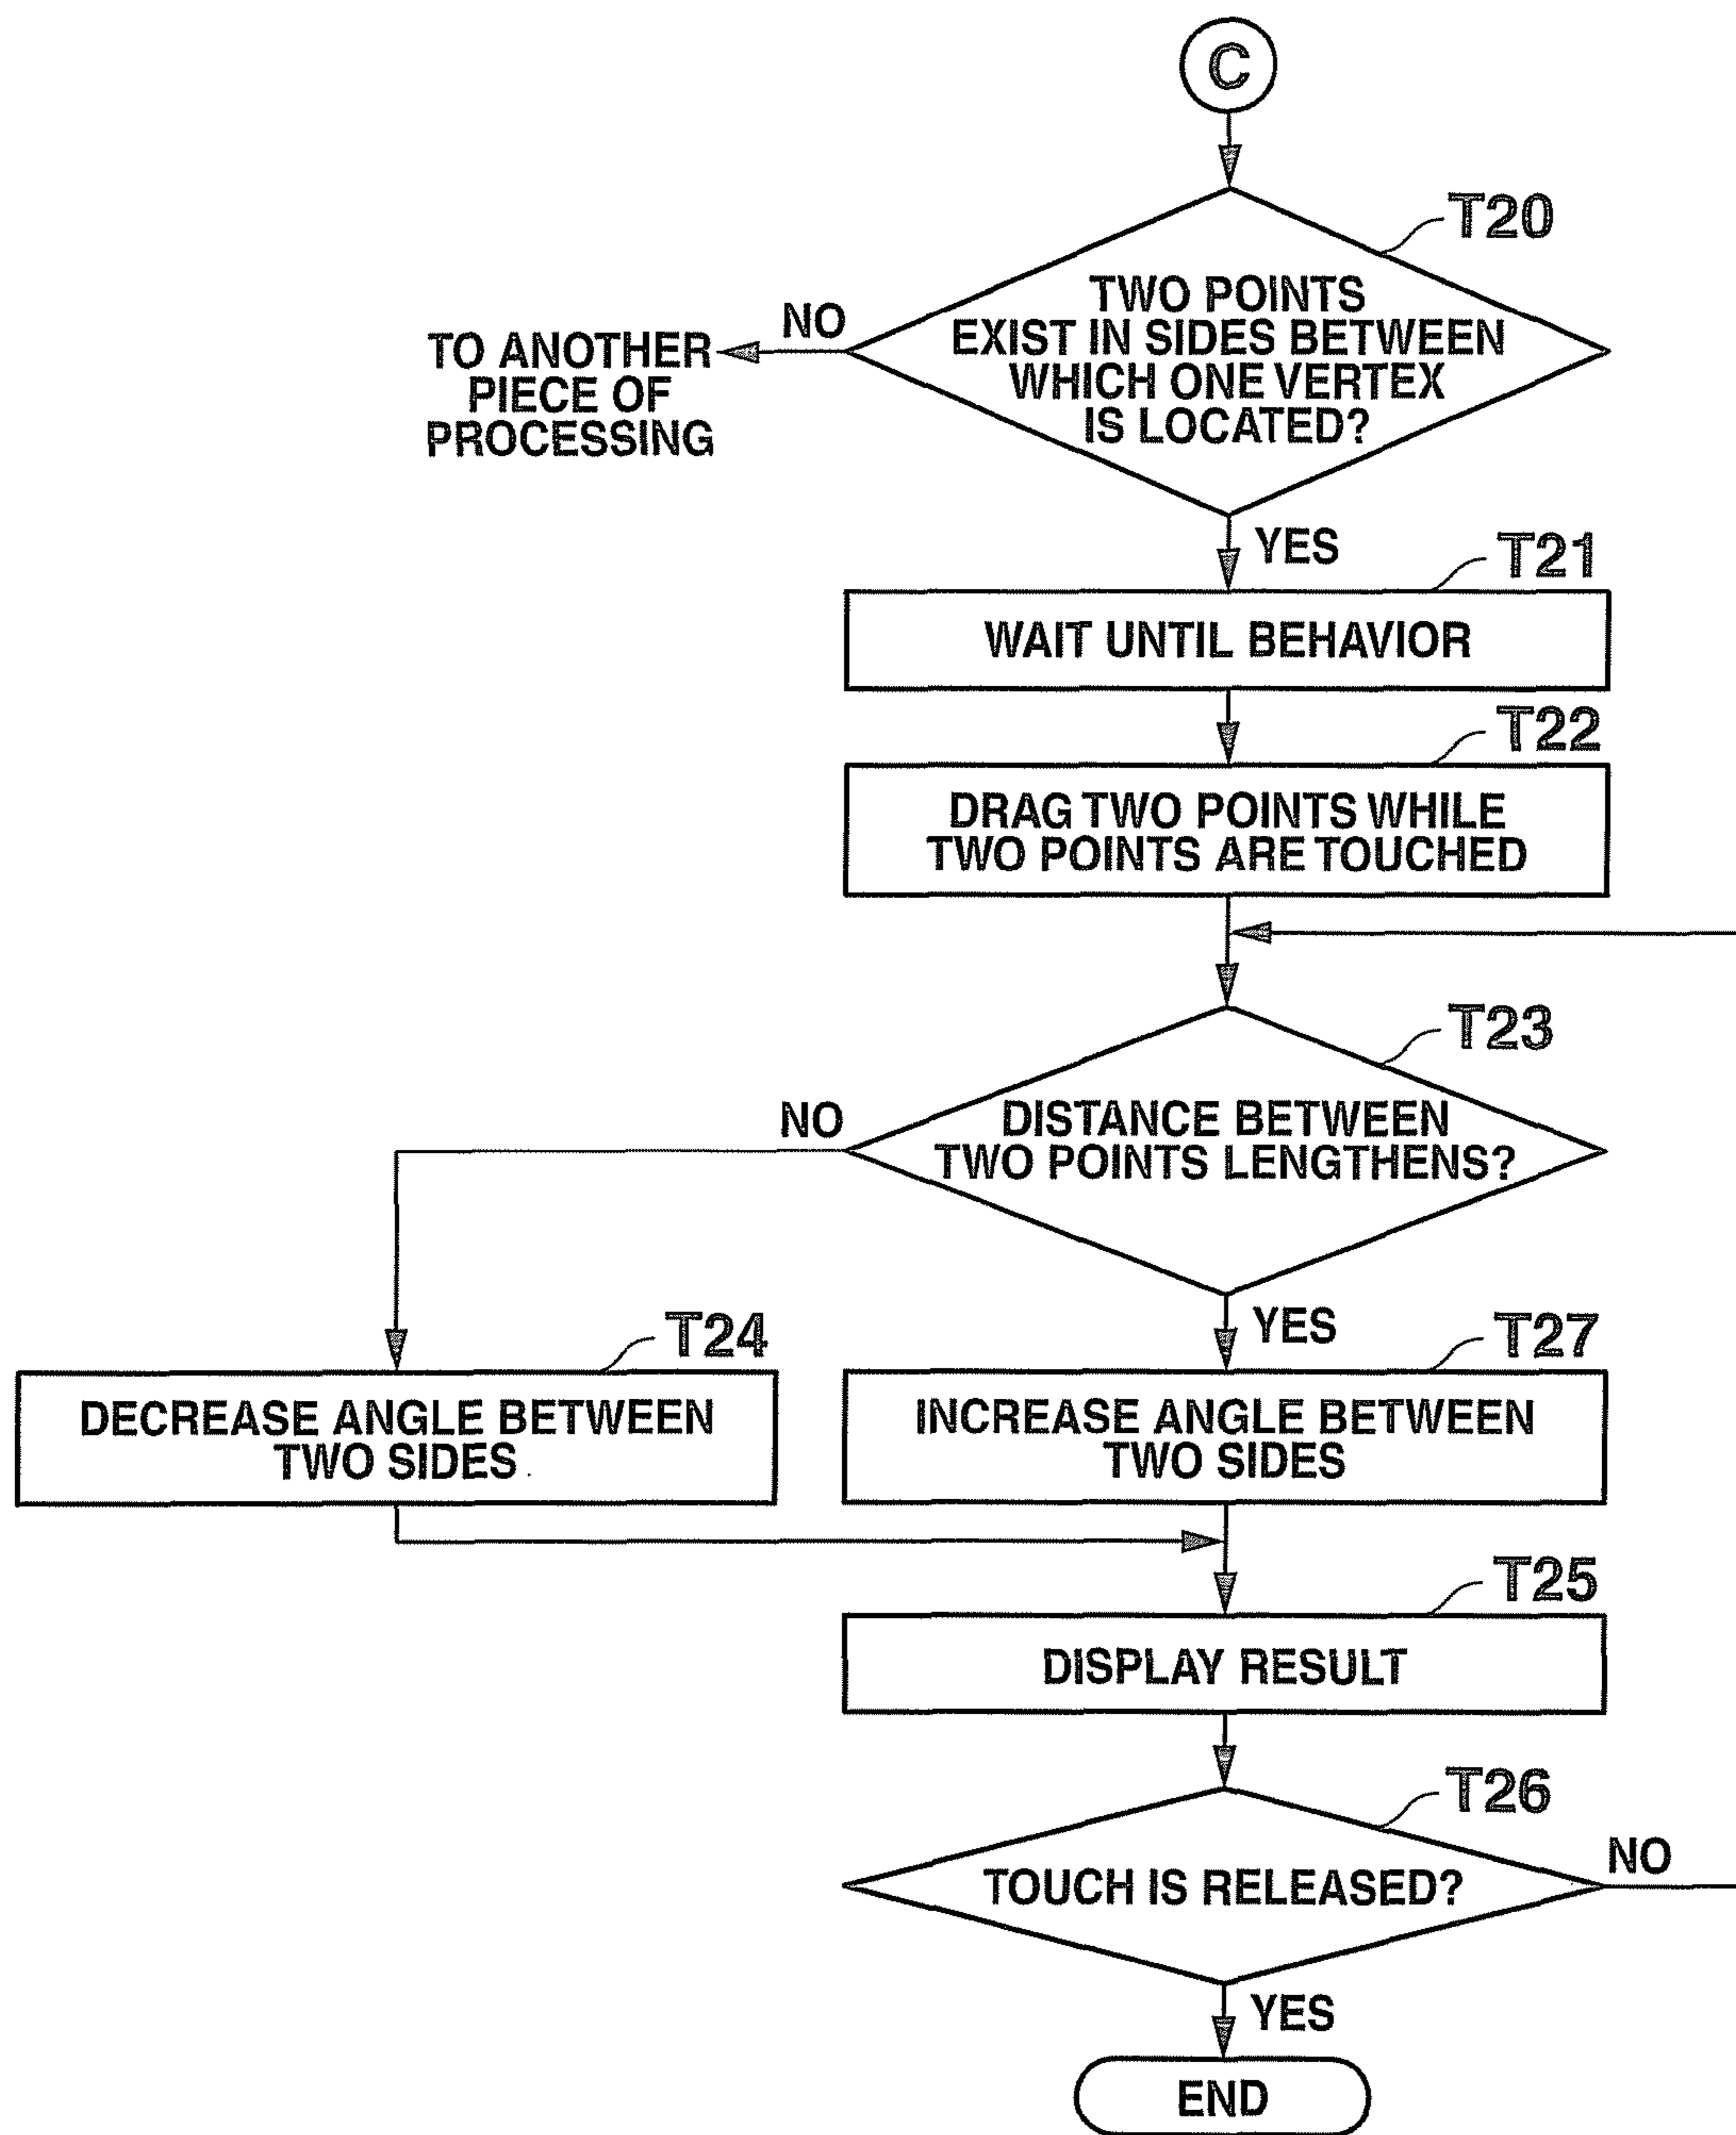 C
T20
TWO POINTS
EXIST IN SIDES BETWEEN
WHICH ONE VERTEX
IS LOCATED?
NO
TO ANOTHER
PIECE OF
PROCESSING
YES
T21
WAIT UNTIL BEHAVIOR
T22
DRAG TWO POINTS WHILE
TWO POINTS ARE TOUCHED
T23
DISTANCE BETWEEN
TWO POINTS LENGTHENS?
NO
YES
T24
DECREASE ANGLE BETWEEN
TWO SIDES
T27
INCREASE ANGLE BETWEEN
TWO SIDES
T25
DISPLAY RESULT
T26
TOUCH IS RELEASED?
NO
YES
END